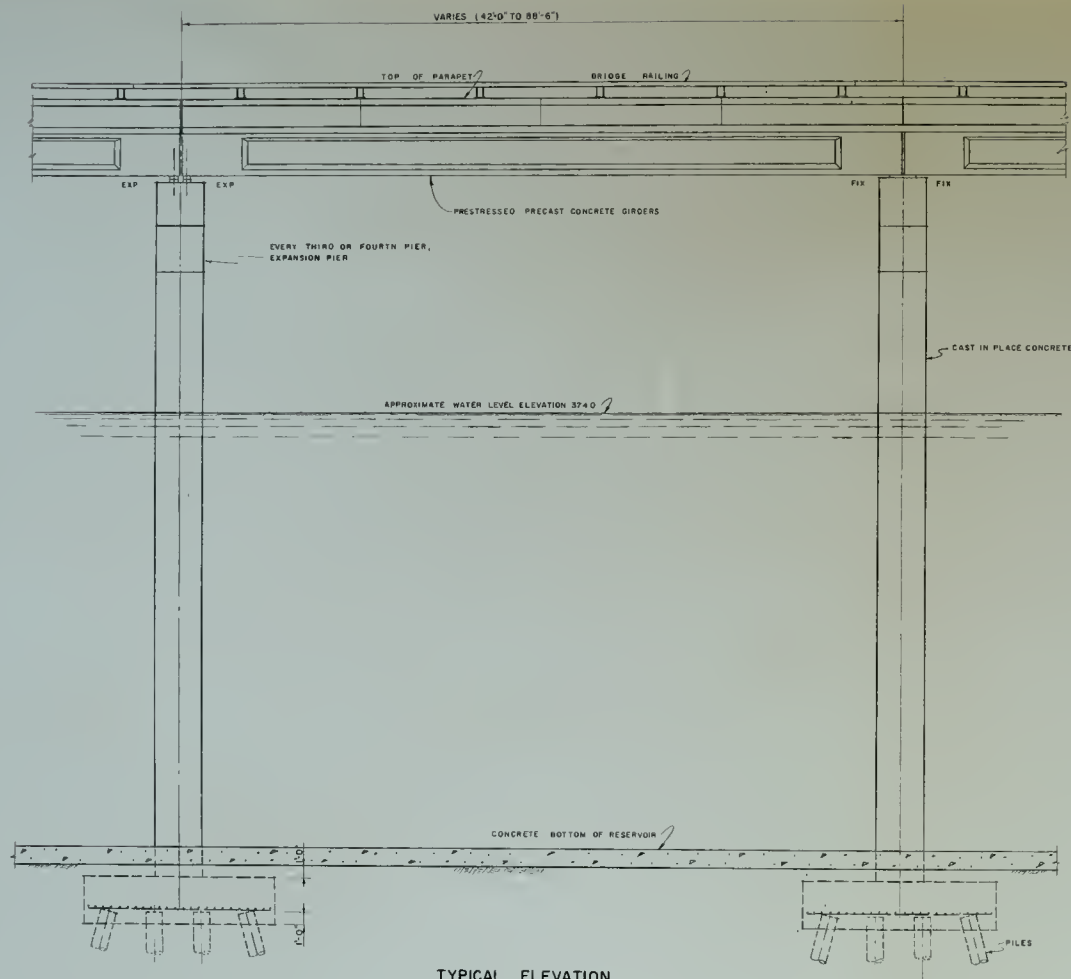 VARIES (42'-0" TO 88'-6")
TOP OF PARAPET
BRIDGE RAILING
EXP
EXP
FIX
FIX
PRESTRESSED PRECAST CONCRETE GIRDERS
EVERY THIRD OR FOURTH PIER,
EXPANSION PIER
CAST IN PLACE CONCRETE
APPROXIMATE WATER LEVEL ELEVATION 374.0
CONCRETE BOTTOM OF RESERVOIR
1'-0"
1'-0"
PILES
TYPICAL ELEVATION